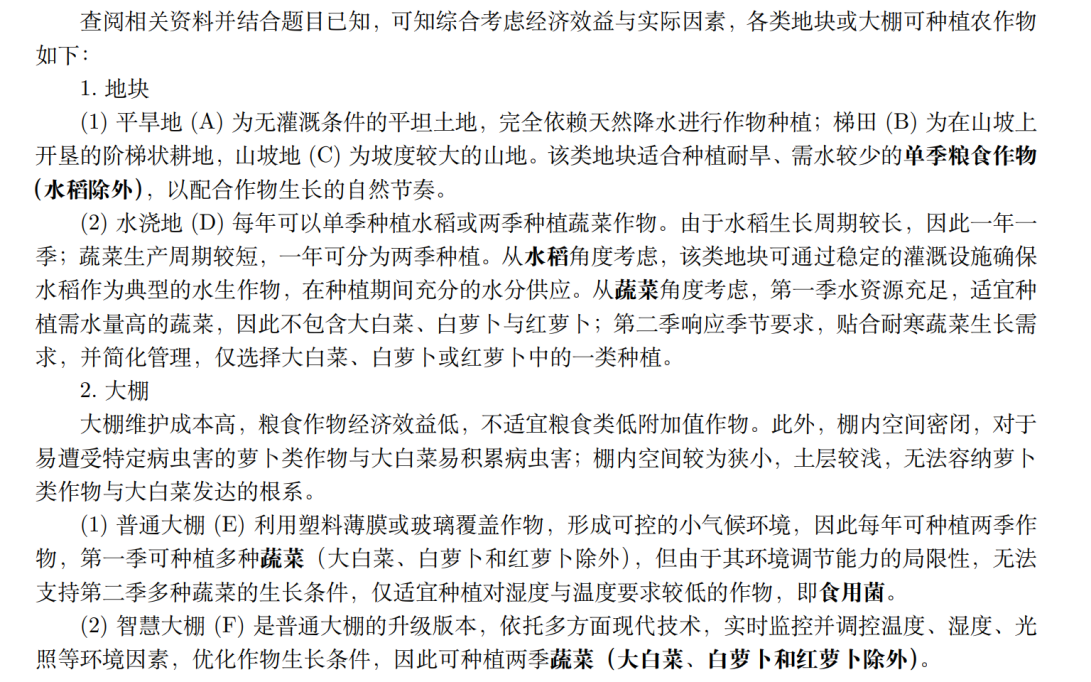 查阅相关资料并结合题目已知，可知综合考虑经济效益与实际因素，各类地块或大棚可种植农作物
如下：
1. 地块
(1) 平旱地 (A) 为无灌溉条件的平坦土地，完全依赖天然降水进行作物种植；梯田 (B) 为在山坡上
开垦的阶梯状耕地，山坡地 (C) 为坡度较大的山地。该类地块适合种植耐旱、需水较少的单季粮食作物
(水稻除外)，以配合作物生长的自然节奏。
(2) 水浇地 (D) 每年可以单季种植水稻或两季种植蔬菜作物。由于水稻生长周期较长，因此一年一
季；蔬菜生产周期较短，一年可分为两季种植。从水稻角度考虑，该类地块可通过稳定的灌溉设施确保
水稻作为典型的水生作物，在种植期间充分的水分供应。从蔬菜角度考虑，第一季水资源充足，适宜种
植需水量高的蔬菜，因此不包含大白菜、白萝卜与红萝卜；第二季响应季节要求，贴合耐寒蔬菜生长需
求，并简化管理，仅选择大白菜、白萝卜或红萝卜中的一类种植。
2. 大棚
大棚维护成本高，粮食作物经济效益低，不适宜粮食类低附加值作物。此外，棚内空间密闭，对于
易遭受特定病虫害的萝卜类作物与大白菜易积累病虫害；棚内空间较为狭小，土层较浅，无法容纳萝卜
类作物与大白菜发达的根系。
(1) 普通大棚 (E) 利用塑料薄膜或玻璃覆盖作物，形成可控的小气候环境，因此每年可种植两季作
物，第一季可种植多种蔬菜（大白菜、白萝卜和红萝卜除外），但由于其环境调节能力的局限性，无法
支持第二季多种蔬菜的生长条件，仅适宜种植对湿度与温度要求较低的作物，即食用菌。
(2) 智慧大棚 (F) 是普通大棚的升级版本，依托多方面现代技术，实时监控并调控温度、湿度、光
照等环境因素，优化作物生长条件，因此可种植两季蔬菜（大白菜、白萝卜和红萝卜除外）。